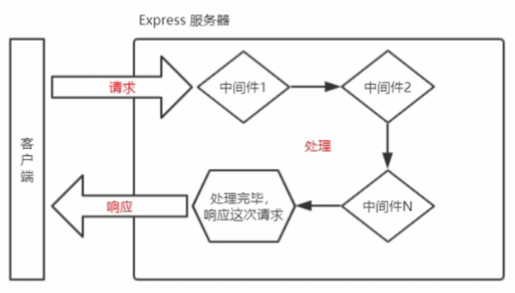 Express 服务器
请求
中间件1
中间件2
客户端
处理
处理完毕，
响应这次请求
响应
中间件N